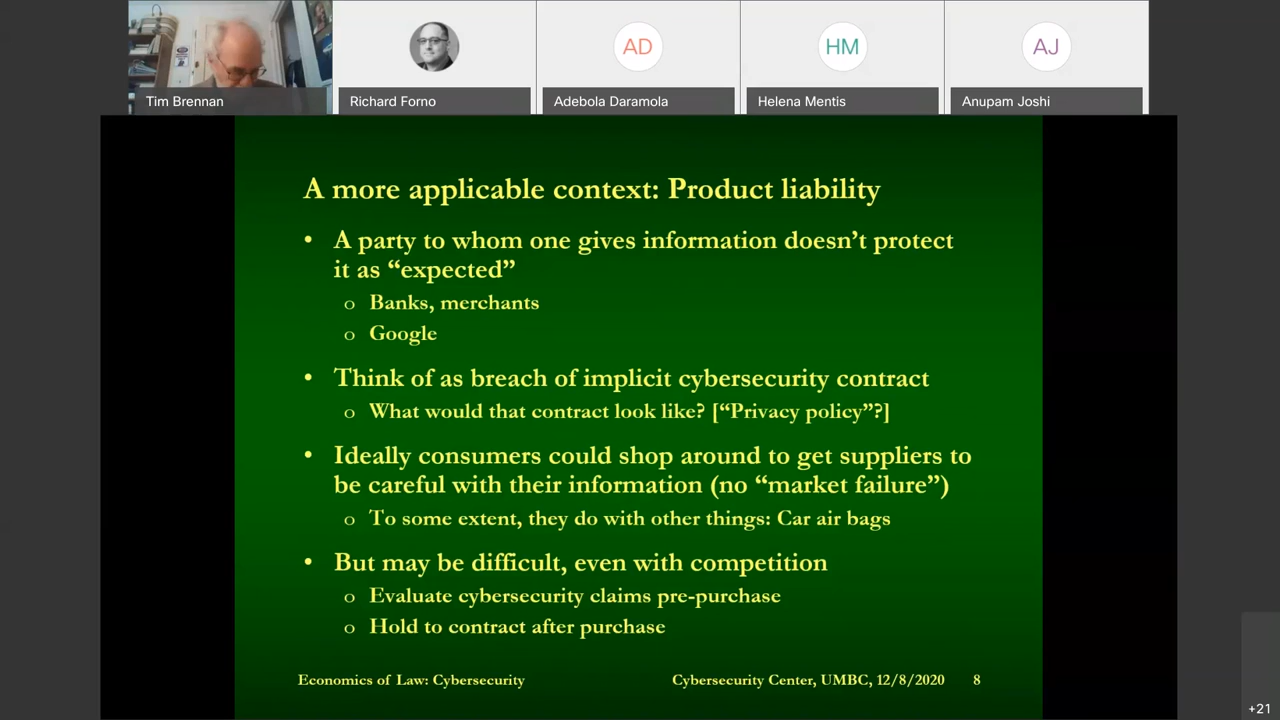 Tim Brennan
Richard Forno
AD
Adebola Daramola
HM
Helena Mentis
AJ
Anupam Joshi
A more applicable context: Product liability
• A party to whom one gives information doesn’t protect
it as “expected”
o Banks, merchants
o Google
• Think of as breach of implicit cybersecurity contract
o What would that contract look like? [“Privacy policy”?]
• Ideally consumers could shop around to get suppliers to
be careful with their information (no “market failure”)
o To some extent, they do with other things: Car air bags
• But may be difficult, even with competition
o Evaluate cybersecurity claims pre-purchase
o Hold to contract after purchase
Economics of Law: Cybersecurity
Cybersecurity Center, UMBC, 12/8/2020 8
+21